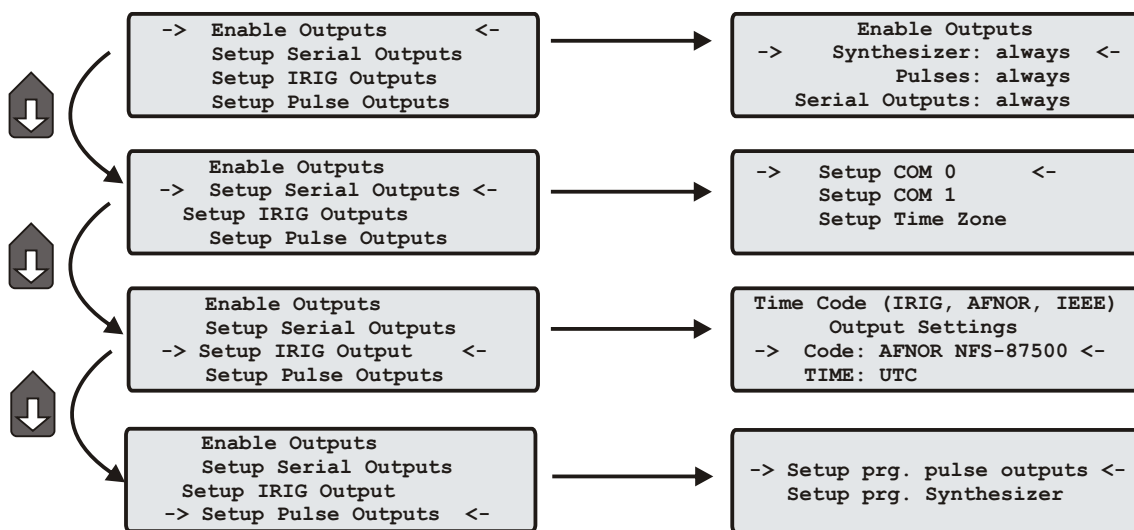 -> Enable Outputs <-
Setup Serial Outputs
Setup IRIG Outputs
Setup Pulse Outputs
Enable Outputs
-> Synthesizer: always <-
Pulses: always
Serial Outputs: always
Enable Outputs
-> Setup Serial Outputs <-
Setup IRIG Outputs
Setup Pulse Outputs
-> Setup COM 0 <-
Setup COM 1
Setup Time Zone
Enable Outputs
Setup Serial Outputs
-> Setup IRIG Output <-
Setup Pulse Outputs
Time Code (IRIG, AFNOR, IEEE)
Output Settings
-> Code: AFNOR NFS-87500 <-
TIME: UTC
Enable Outputs
Setup Serial Outputs
Setup IRIG Output
-> Setup Pulse Outputs <-
-> Setup prg. pulse outputs <-
Setup prg. Synthesizer